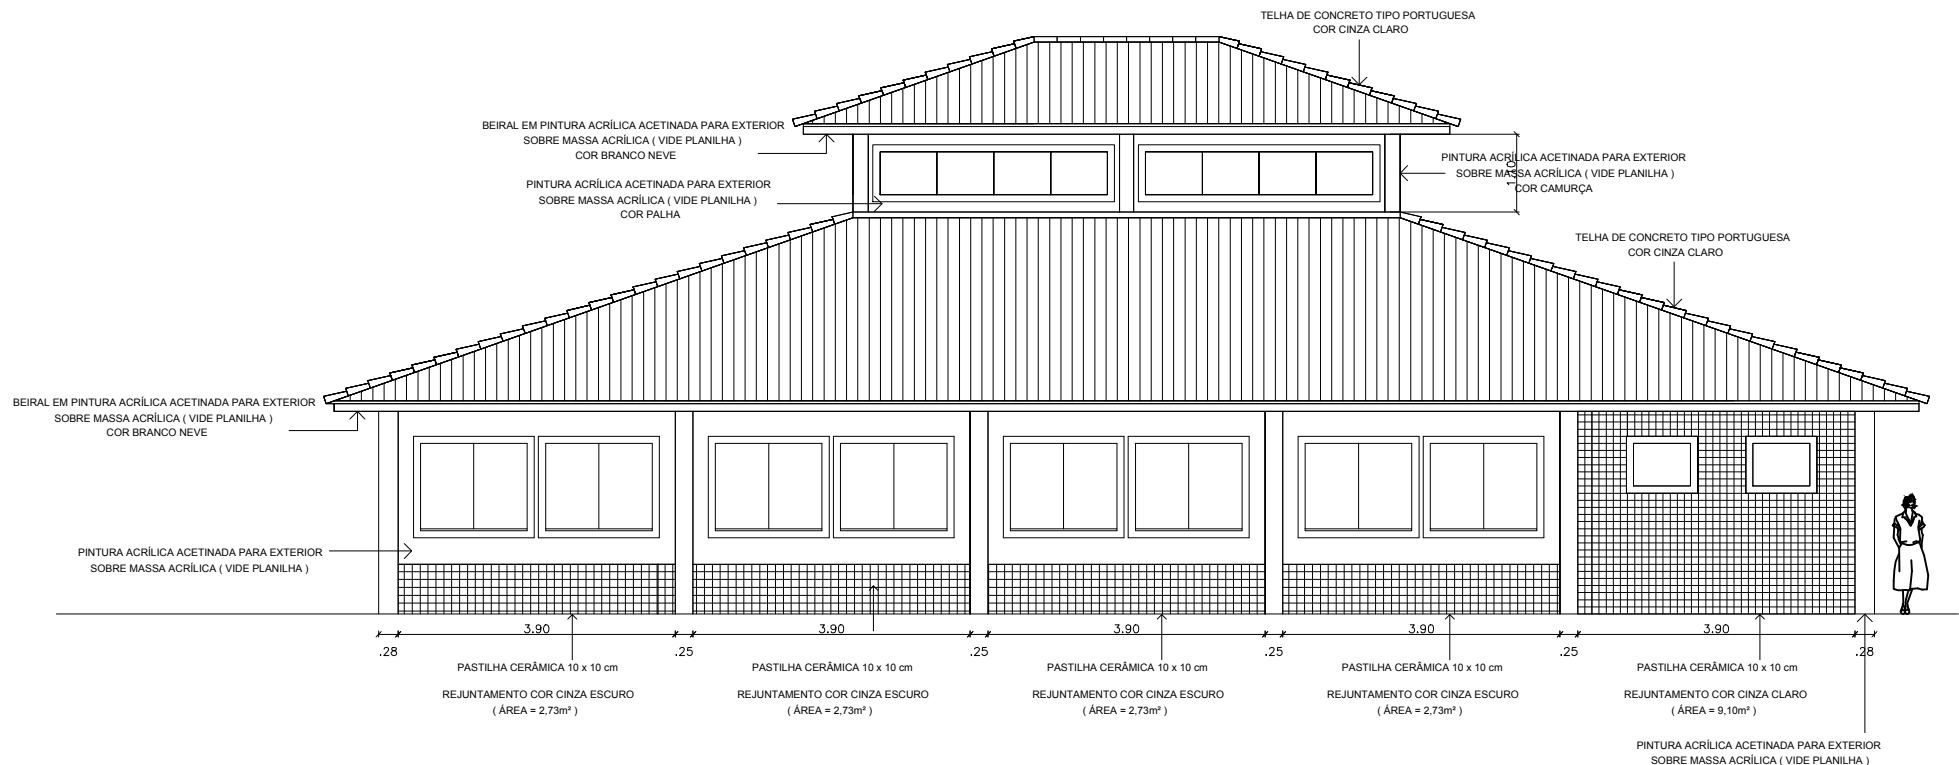 TELHA DE CONCRETO TIPO PORTUGUESA
COR CINZA CLARO
BEIRAL EM PINTURA ACRÍLICA ACETINADA PARA EXTERIOR
SOBRE MASSA ACRÍLICA ( VIDE PLANILHA )
COR BRANCO NEVE
PINTURA ACRÍLICA ACETINADA PARA EXTERIOR
SOBRE MASSA ACRÍLICA ( VIDE PLANILHA )
COR PALHA
PINTURA ACRÍLICA ACETINADA PARA EXTERIOR
SOBRE MASSA ACRÍLICA ( VIDE PLANILHA )
COR CAMURÇA
1.10
TELHA DE CONCRETO TIPO PORTUGUESA
COR CINZA CLARO
BEIRAL EM PINTURA ACRÍLICA ACETINADA PARA EXTERIOR
SOBRE MASSA ACRÍLICA ( VIDE PLANILHA )
COR BRANCO NEVE
PINTURA ACRÍLICA ACETINADA PARA EXTERIOR
SOBRE MASSA ACRÍLICA ( VIDE PLANILHA )
3.90 3.90 3.90 3.90 3.90
.28 .25 .25 .25 .25 .28
PASTILHA CERÂMICA 10 x 10 cm
REJUNTAMENTO COR CINZA ESCURO
( ÁREA = 2,73m² )
PASTILHA CERÂMICA 10 x 10 cm
REJUNTAMENTO COR CINZA ESCURO
( ÁREA = 2,73m² )
PASTILHA CERÂMICA 10 x 10 cm
REJUNTAMENTO COR CINZA ESCURO
( ÁREA = 2,73m² )
PASTILHA CERÂMICA 10 x 10 cm
REJUNTAMENTO COR CINZA ESCURO
( ÁREA = 2,73m² )
PASTILHA CERÂMICA 10 x 10 cm
REJUNTAMENTO COR CINZA CLARO
( ÁREA = 9,10m² )
PINTURA ACRÍLICA ACETINADA PARA EXTERIOR
SOBRE MASSA ACRÍLICA ( VIDE PLANILHA )